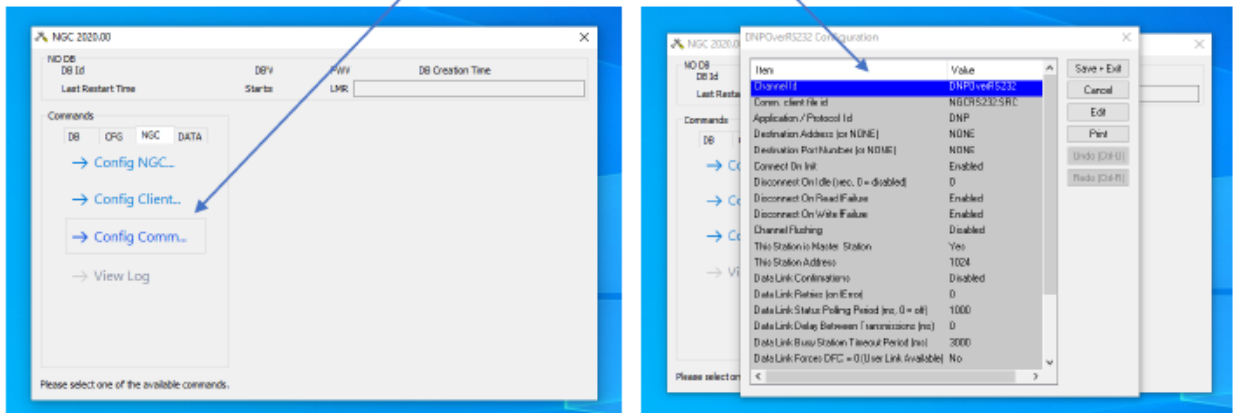 NGC 2020.00
NO DB
DB Id DB'V FWV DB Creation Time
Last Restart Time Starts LMR
Commands
DB CFG NGC DATA
→ Config NGC...
→ Config Client...
→ Config Comm...
→ View Log
Please select one of the available commands.
NGC 2020.0
NO DB
DB Id
Last Resta
Commands
DB
Please select on
DNPOverRS232 Configuration
Item Value
Channel Id DNPOverRS232
Comm. client file id NGCRS232.SRC
Application / Protocol Id DNP
Destination Address (or NONE) NONE
Destination Port Number (or NONE) NONE
Connect On Init Enabled
Disconnect On Idle (sec, 0 = disabled) 0
Disconnect On Read Failure Enabled
Disconnect On Write Failure Enabled
Channel Flushing Disabled
This Station is Master Station Yes
This Station Address 1024
Data Link Confirmations Disabled
Data Link Retries (on Error) 0
Data Link Status Polling Period (ms, 0 = off) 1000
Data Link Delay Between Transmissions (ms) 0
Data Link Busy Station Timeout Period (ms) 3000
Data Link Forces DFC = 0 (User Link Available) No
Save + Exit
Cancel
Edit
Print
Undo (Ctrl-U)
Redo (Ctrl-R)